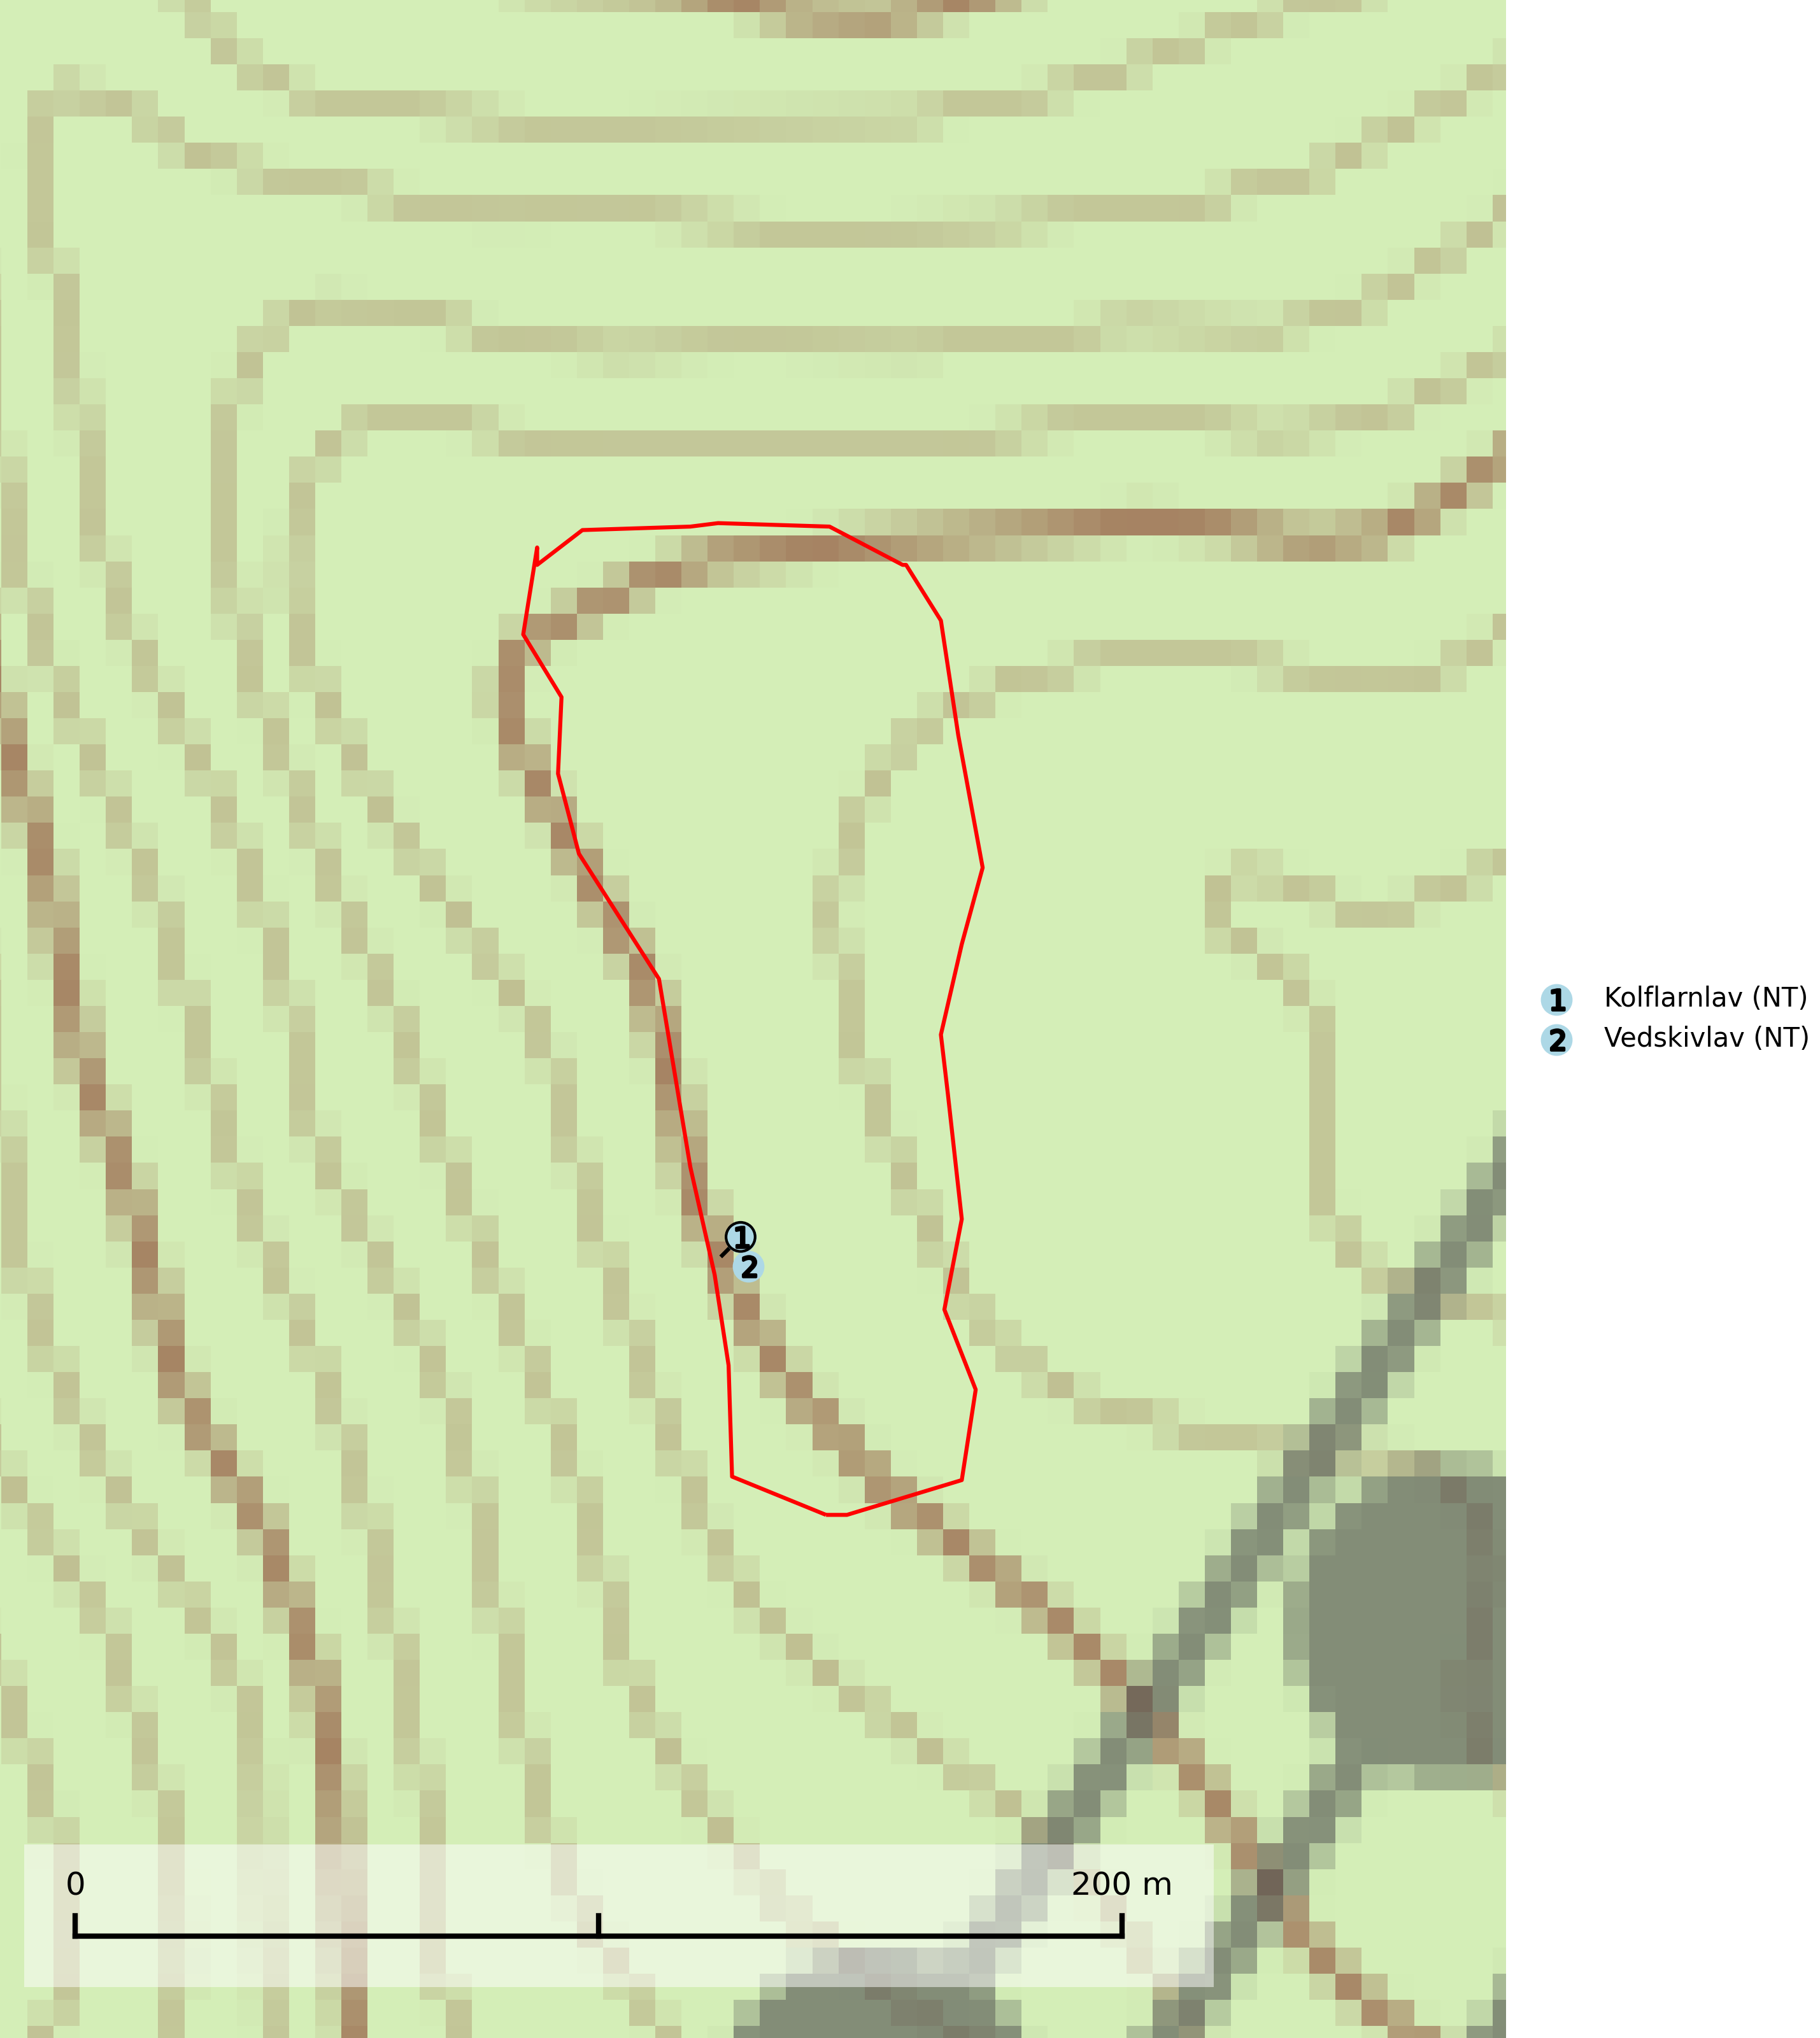 1 Kolflarnlav (NT)
2 Vedskivlav (NT)
1
2
0 200 m